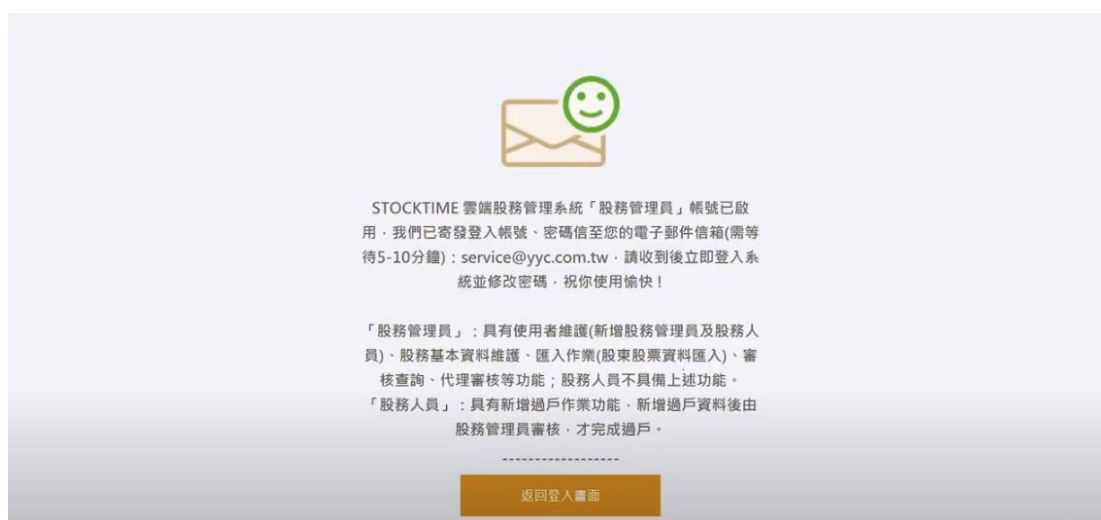 STOCKTIME 雲端股務管理系統「股務管理員」帳號已啟
用，我們已寄發登入帳號、密碼信至您的電子郵件信箱(需等
待5-10分鐘)：service@yyc.com.tw，請收到後立即登入系
統並修改密碼，祝你使用愉快！
「股務管理員」：具有使用者維護(新增股務管理員及股務人
員)、股務基本資料維護、匯入作業(股東股票資料匯入)、審
核查詢、代理審核等功能；股務人員不具備上述功能。
「股務人員」：具有新增過戶作業功能，新增過戶資料後由
股務管理員審核，才完成過戶。
------------------
返回登入畫面